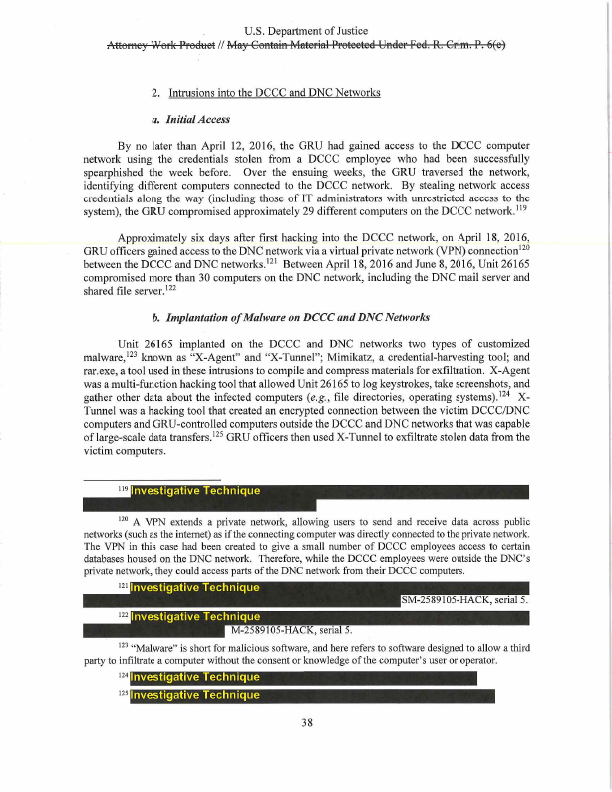 U.S. Department of Justice
Attorney Work Product // May Contain Material Protected Under Fed. R. Crim. P. 6(e)
2. Intrusions into the DCCC and DNC Networks
a. Initial Access
By no later than April 12, 2016, the GRU had gained access to the DCCC computer
network using the credentials stolen from a DCCC employee who had been successfully
spearphished the week before. Over the ensuing weeks, the GRU traversed the network,
identifying different computers connected to the DCCC network. By stealing network access
credentials along the way (including those of IT administrators with unrestricted access to the
system), the GRU compromised approximately 29 different computers on the DCCC network.119
Approximately six days after first hacking into the DCCC network, on April 18, 2016,
GRU officers gained access to the DNC network via a virtual private network (VPN) connection120
between the DCCC and DNC networks.121 Between April 18, 2016 and June 8, 2016, Unit 26165
compromised more than 30 computers on the DNC network, including the DNC mail server and
shared file server.122
b. Implantation of Malware on DCCC and DNC Networks
Unit 26165 implanted on the DCCC and DNC networks two types of customized
malware,123 known as “X-Agent” and “X-Tunnel”; Mimikatz, a credential-harvesting tool; and
rar.exe, a tool used in these intrusions to compile and compress materials for exfiltration. X-Agent
was a multi-function hacking tool that allowed Unit 26165 to log keystrokes, take screenshots, and
gather other data about the infected computers (e.g., file directories, operating systems).124 X-
Tunnel was a hacking tool that created an encrypted connection between the victim DCCC/DNC
computers and GRU-controlled computers outside the DCCC and DNC networks that was capable
of large-scale data transfers.125 GRU officers then used X-Tunnel to exfiltrate stolen data from the
victim computers.
119 Investigative Technique
120 A VPN extends a private network, allowing users to send and receive data across public
networks (such as the internet) as if the connecting computer was directly connected to the private network.
The VPN in this case had been created to give a small number of DCCC employees access to certain
databases housed on the DNC network. Therefore, while the DCCC employees were outside the DNC's
private network, they could access parts of the DNC network from their DCCC computers.
121 Investigative Technique
SM-2589105-HACK, serial 5.
122 Investigative Technique
M-2589105-HACK, serial 5.
123 “Malware” is short for malicious software, and here refers to software designed to allow a third
party to infiltrate a computer without the consent or knowledge of the computer's user or operator.
124 Investigative Technique
125 Investigative Technique
38